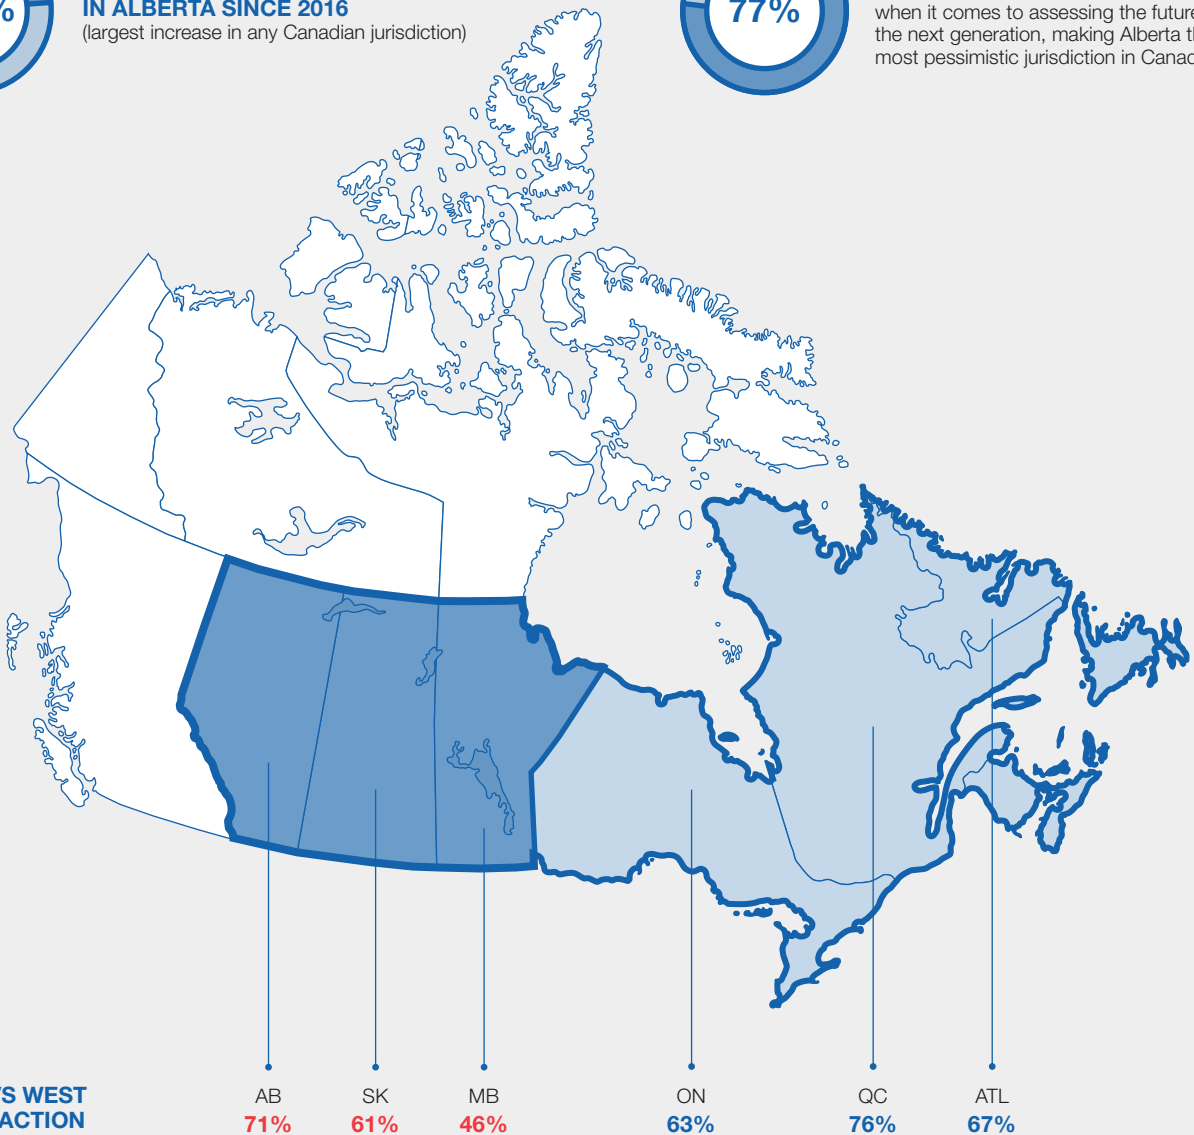 %
IN ALBERTA SINCE 2016
(largest increase in any Canadian jurisdiction)
77%
when it comes to assessing the future
the next generation, making Alberta
most pessimistic jurisdiction in
AB
SK
MB
ON
QC
ATL
WEST
71%
61%
46%
63%
76%
67%